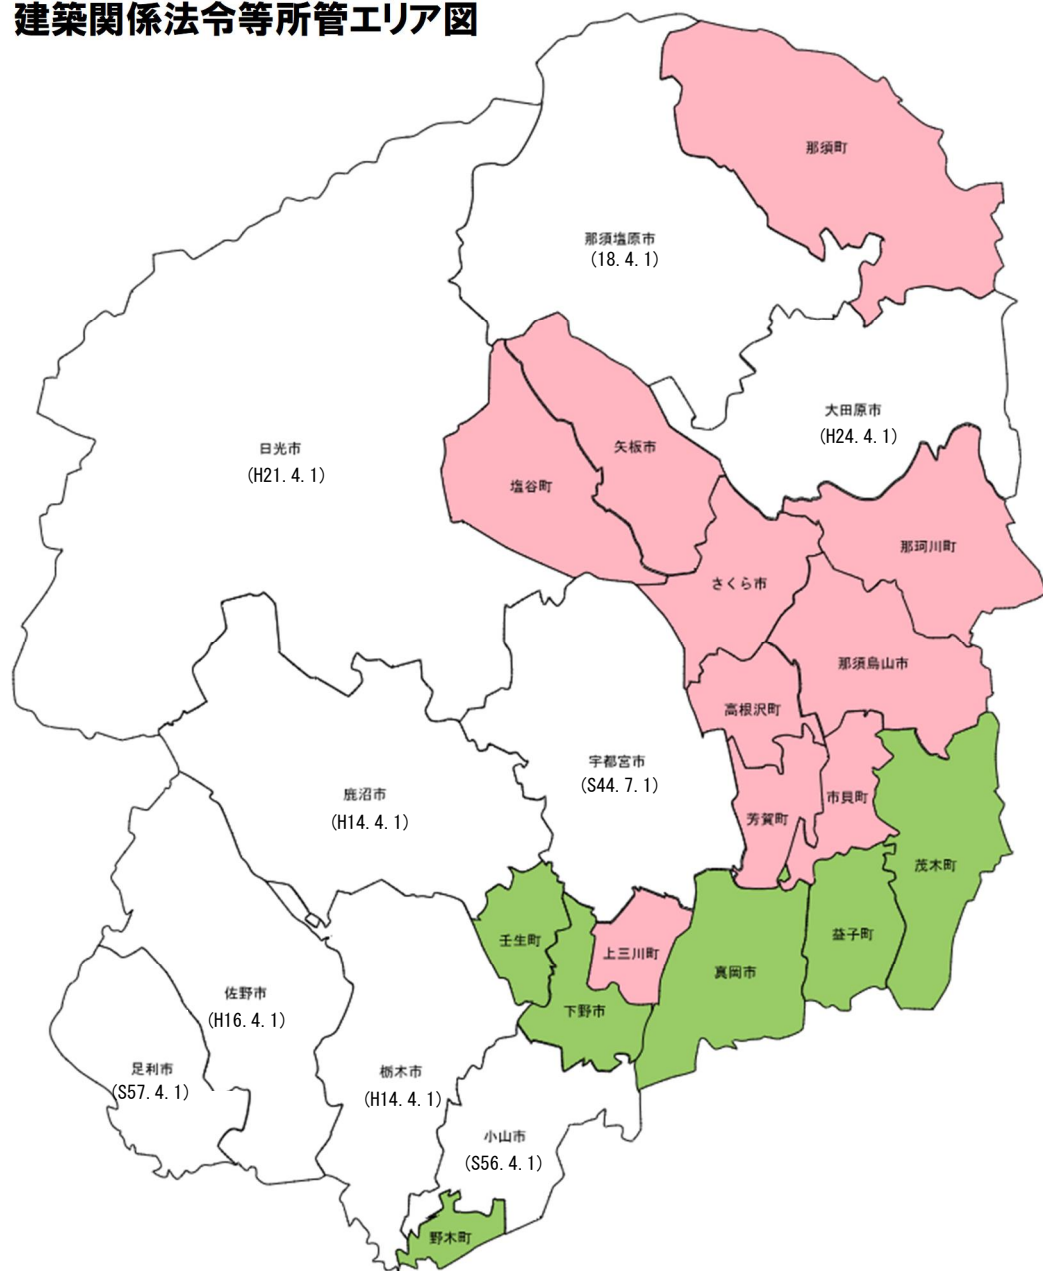 建築関係法令等所管エリア図
那須町
那須塩原市
(18.4.1)
大田原市
(H24.4.1)
日光市
(H21.4.1)
矢板市
塩谷町
那珂川町
さくら市
那須烏山市
高根沢町
宇都宮市
(S44.7.1)
鹿沼市
(H14.4.1)
市貝町
芳賀町
茂木町
壬生町
益子町
上三川町
真岡市
下野市
佐野市
(H16.4.1)
足利市
(S57.4.1)
栃木市
(H14.4.1)
小山市
(S56.4.1)
野木町